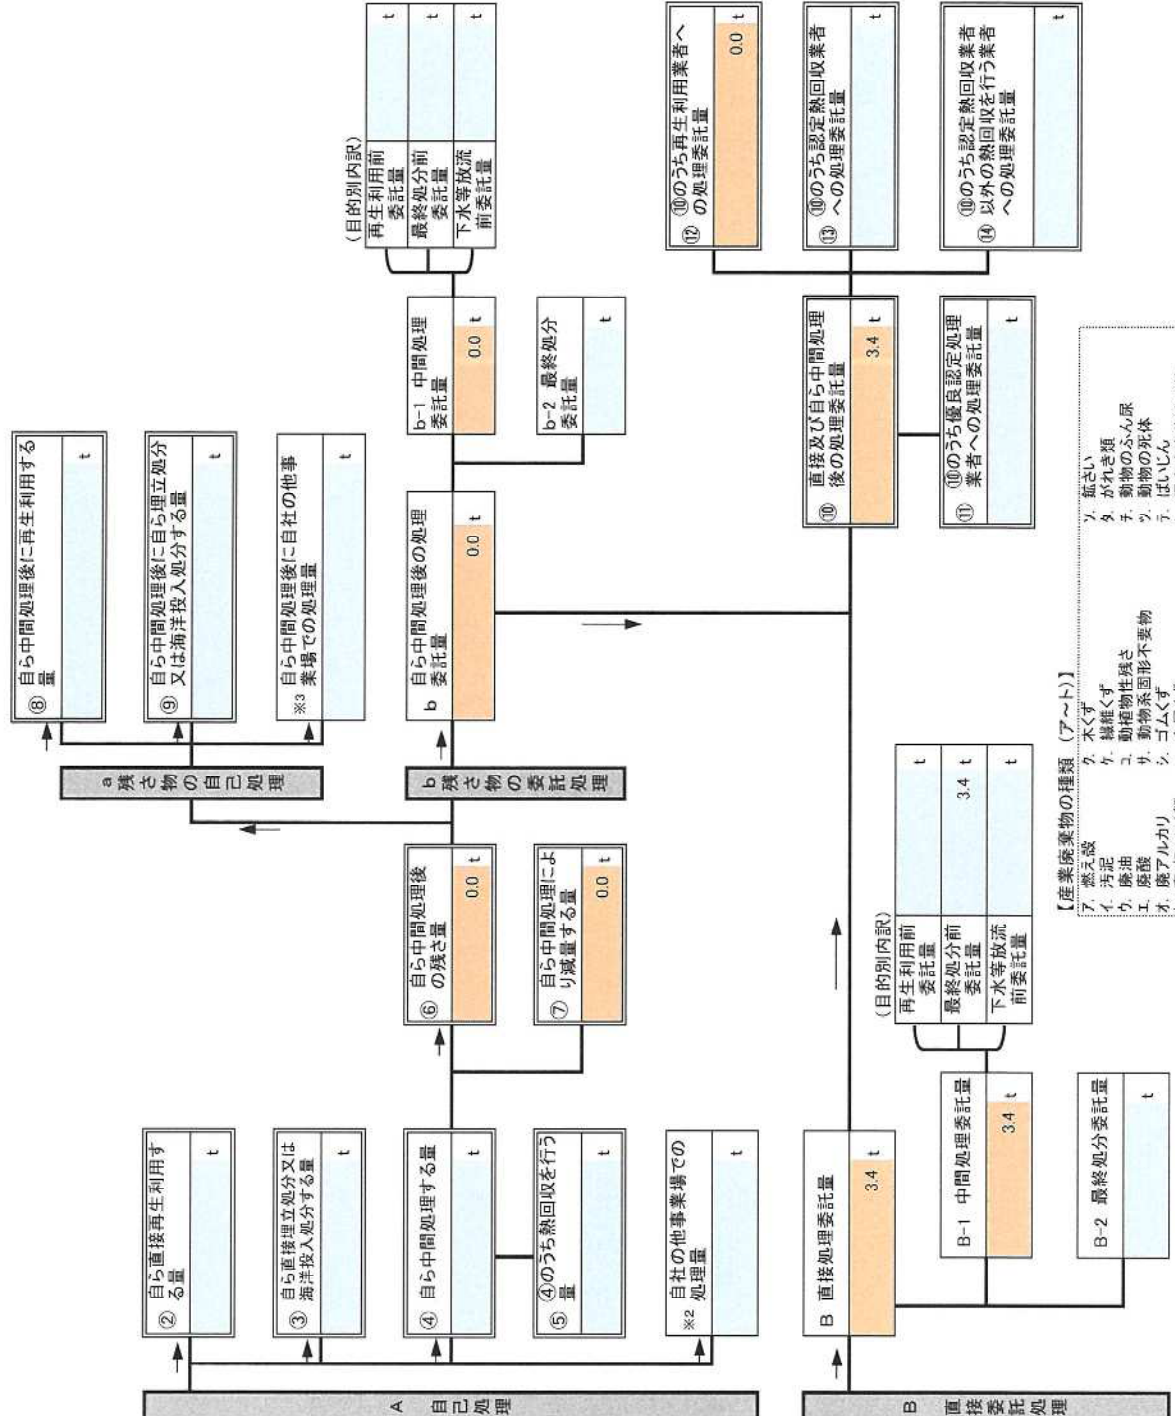 A 自己処理
② 自ら直接再生利用す
る量
t
③ 自ら直接埋立処分又は
海洋投入処分する量
t
④ 自ら中間処理する量
t
⑤ ④のうち熱回収を行う
量
t
※2 自社の他事業場での
処理量
t
⑥ 自ら中間処理後
の残さ量
0.0 t
⑦ 自ら中間処理によ
り減量する量
0.0 t
a 残さ物の自己処理
⑧ 自ら中間処理後に再生利用する
量
t
⑨ 自ら中間処理後に自ら埋立処分
又は海洋投入処分する量
t
※3 自ら中間処理後に自社の他事
業場での処理量
t
b 残さ物の委託処理
b 自ら中間処理後の処理
委託量
0.0 t
b-1 中間処理
委託量
0.0 t
b-2 最終処分
委託量
t
(目的別内訳)
再生利用前
委託量
t
最終処分前
委託量
t
下水等放流
前委託量
t
B 直接委託処理
B 直接処理委託量
3.4 t
B-1 中間処理委託量
3.4 t
B-2 最終処分委託量
t
(目的別内訳)
再生利用前
委託量
t
最終処分前
委託量
3.4 t
下水等放流
前委託量
t
⑩ 直接及び自ら中間処理
後の処理委託量
3.4 t
⑪ ⑩のうち優良認定処理
業者への処理委託量
t
⑫ ⑩のうち再生利用業者へ
の処理委託量
0.0 t
⑬ ⑩のうち認定熱回収業者
への処理委託量
t
⑭ ⑩のうち認定熱回収業者
以外の熱回収を行う業者
への処理委託量
t
【産業廃棄物の種類 (ア~ト)】
ア. 燃え殻
イ. 汚泥
ウ. 廃油
エ. 廃酸
オ. 廃アルカリ
ク. 木くず
ケ. 繊維くず
コ. 動植物性残さ
サ. 動物系固形不要物
シ. ゴムくず
ソ. 鉱さい
タ. がれき類
チ. 動物のふん尿
ツ. 動物の死体
テ. ばいじん